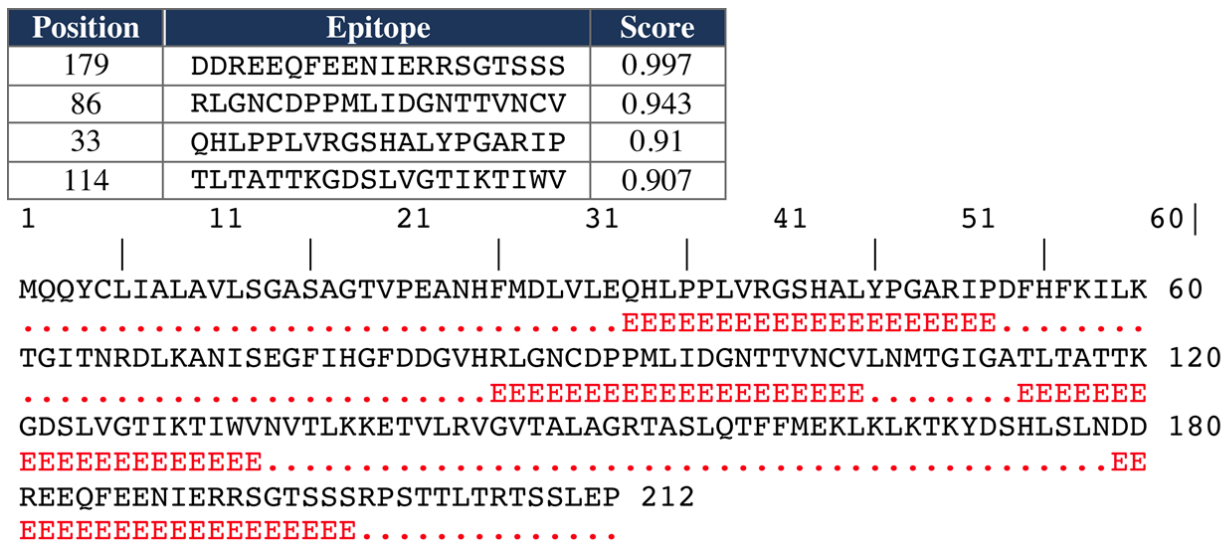 Position Epitope Score
179 DDREEQFEENIERRSGTSSS 0.997
86 RLGNCDPPMLIDGNTTVNCV 0.943
33 QHLPPLVRGSHALYPGARIP 0.91
114 TLTATTKGDSLVGTIKTIWV 0.907
1 11 21 31 41 51 60|
| | | | | |
MQQYCLIALAVLSGASAGTVPEANHFMDLVLEQHLPPLVRGSHALYPGARIPDFHFKILK 60
................................EEEEEEEEEEEEEEEEEEEE........
TGITNRDLKANISEGFIHGFDDGVHRLGNCDPPMLIDGNTTVNCVLNMTGIGATLTATTK 120
.........................EEEEEEEEEEEEEEEEEEEE........EEEEEEE
GDSLVGTIKTIWVNVTLKKETVLRVGVTALAGRTASLQTFFMEKLKLKTKYDSHLSLNDD 180
EEEEEEEEEEEEE.............................................EE
REEQFEENIERRSGTSSSRPSTTLTRTSSLEP 212
EEEEEEEEEEEEEEEEEE..............